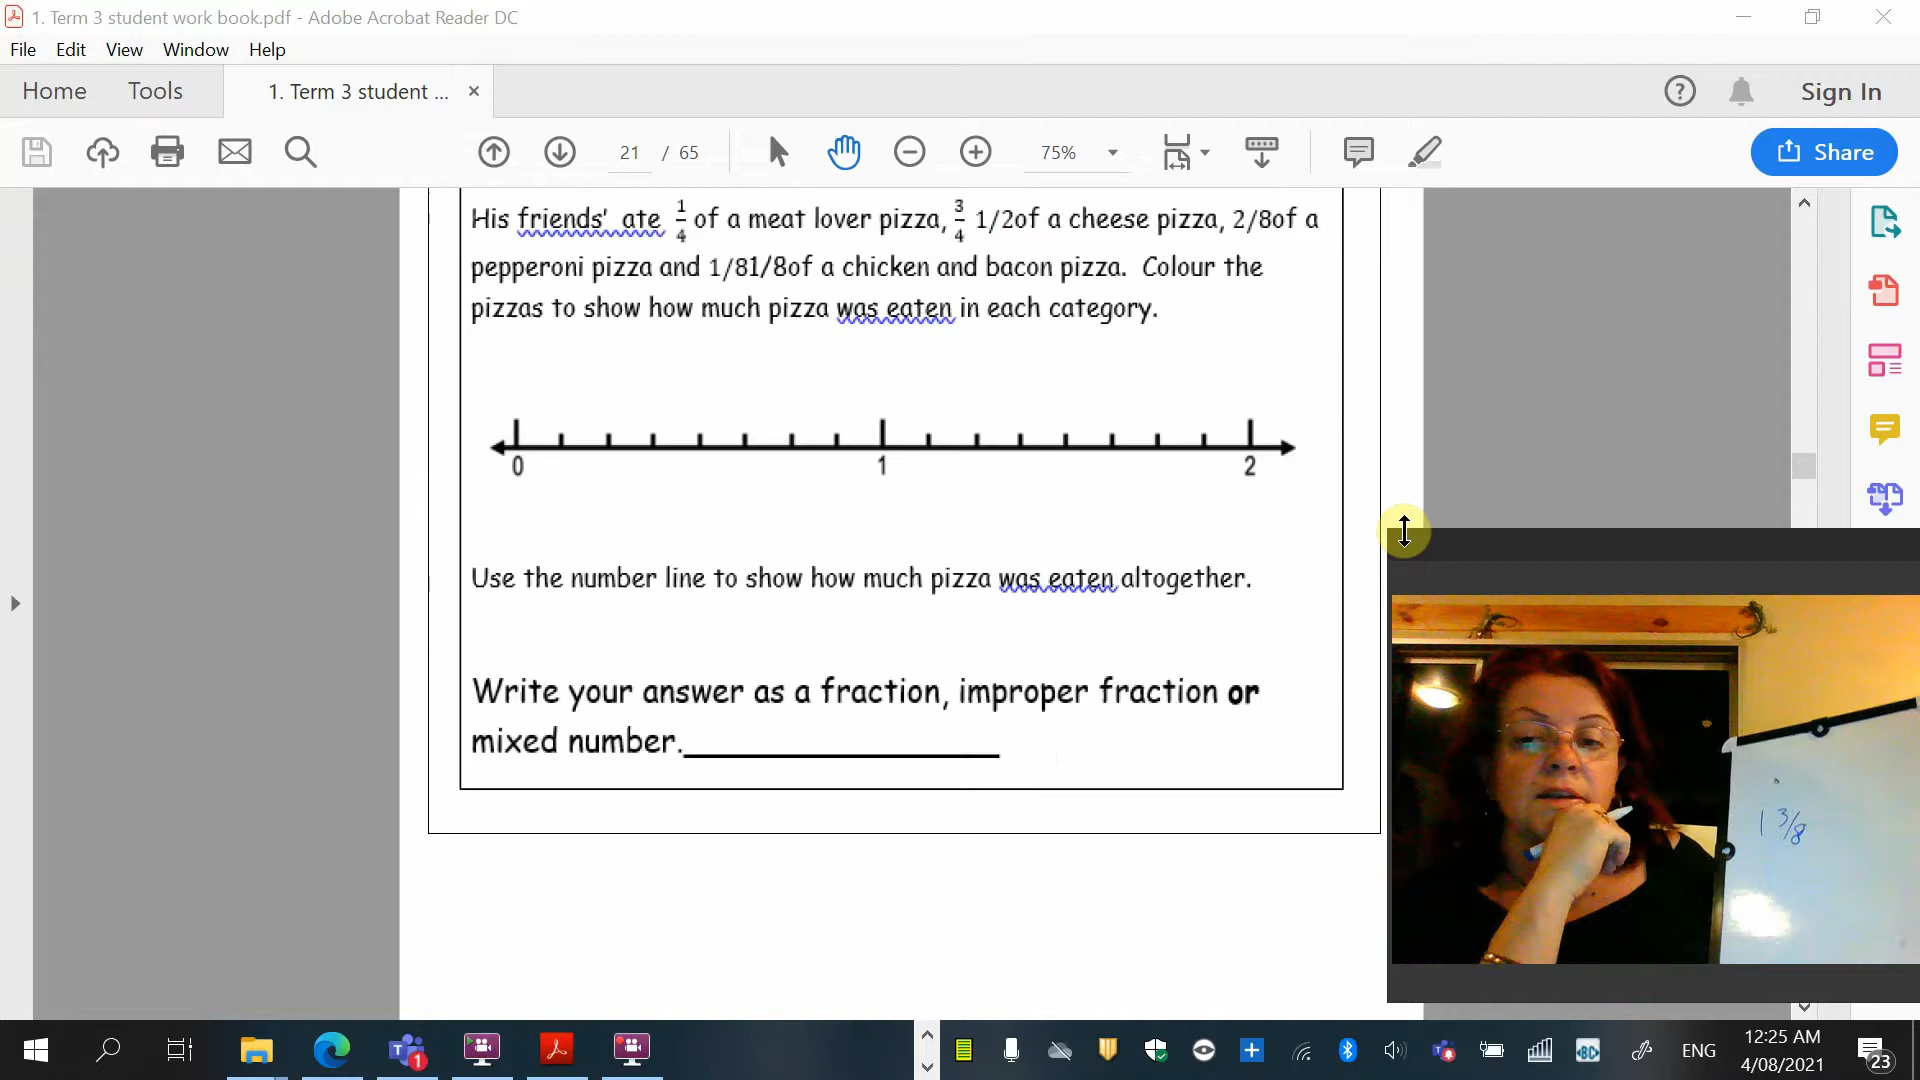 1. Term 3 student work book.pdf - Adobe Acrobat Reader DC
File Edit View Window Help
Home Tools 1. Term 3 student ... × Sign In
21 / 65 75% Share
His friends' ate 1/4 of a meat lover pizza, 3/4 1/2of a cheese pizza, 2/8of a
pepperoni pizza and 1/81/8of a chicken and bacon pizza. Colour the
pizzas to show how much pizza was eaten in each category.
0 1 2
Use the number line to show how much pizza was eaten altogether.
Write your answer as a fraction, improper fraction or
mixed number.
1 3/8
1 ENG 12:25 AM
4/08/2021 23